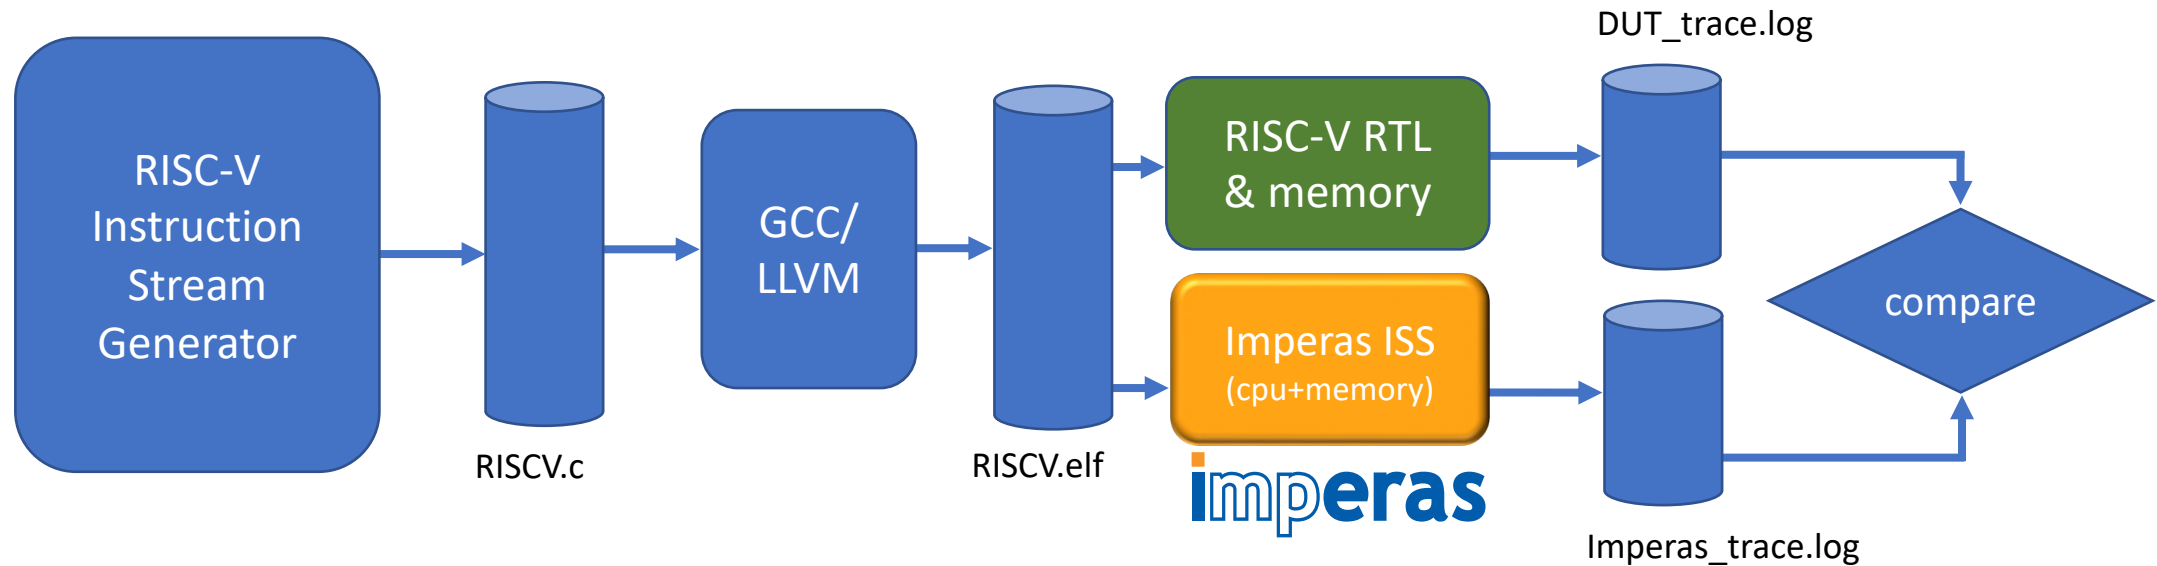 RISC-V
Instruction
Stream
Generator
RISCV.c
GCC/
LLVM
RISCV.elf
RISC-V RTL
& memory
Imperas ISS
(cpu+memory)
imperas
DUT_trace.log
Imperas_trace.log
compare